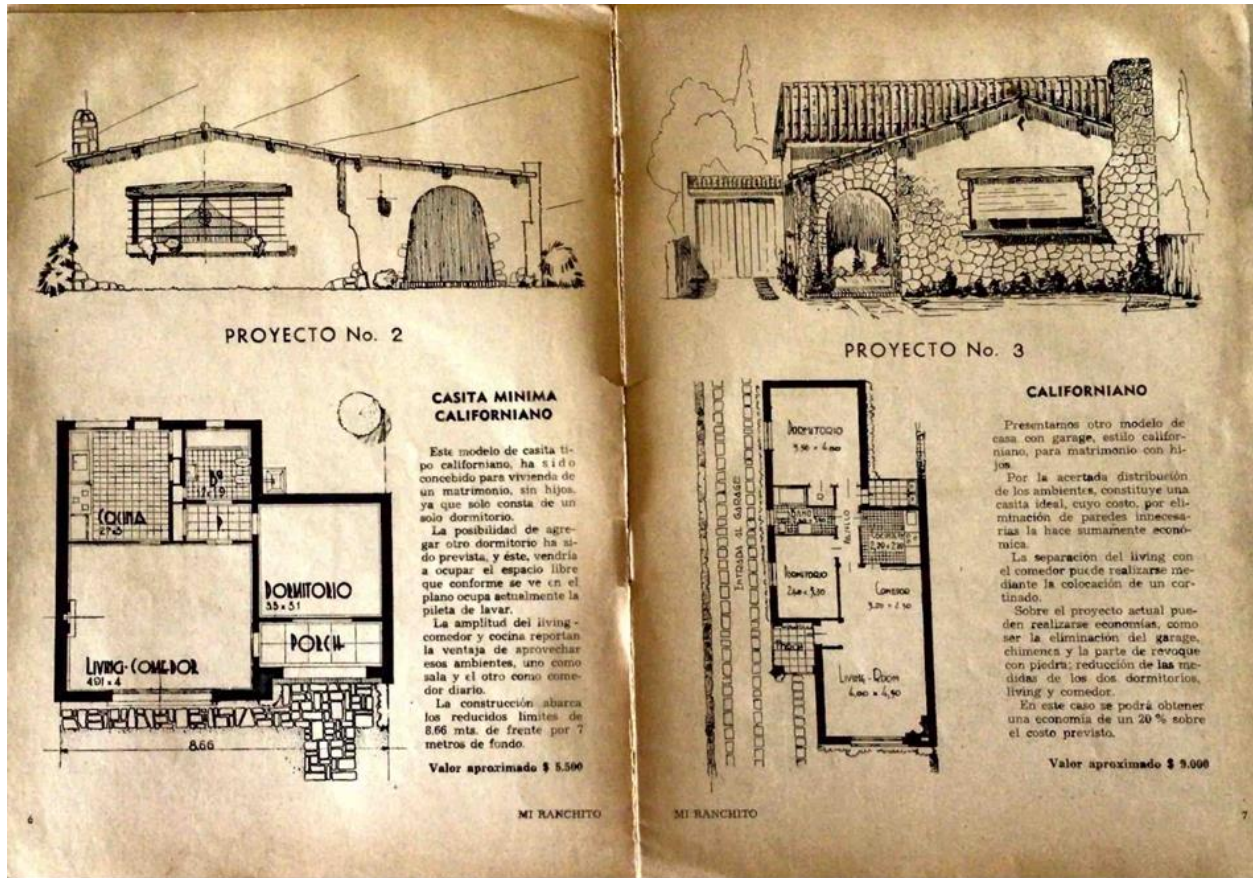 PROYECTO No. 2
COCINA
LIVING-COMEDOR
DORMITORIO
PORCH
8.66
CASITA MINIMA
CALIFORNIANO
Este modelo de casita ti-
po californiano, ha sido
concebido para vivienda de
un matrimonio, sin hijos,
ya que solo consta de un
solo dormitorio.
La posibilidad de agre-
gar otro dormitorio ha si-
do prevista, y éste, vendría
a ocupar el espacio libre
que conforme se ve en el
plano ocupa actualmente la
pileta de lavar.
La amplitud del living-
comedor y cocina reportan
la ventaja de aprovechar
esos ambientes, uno como
sala y el otro como come-
dor diario.
La construcción abarca
los reducidos limites de
8.66 mts. de frente por 7
metros de fondo.
Valor aproximado $ 5.500
6
MI RANCHITO
PROYECTO No. 3
ENTRADA AL GARAGE
DORMITORIO
BAÑO
PASILLO
DORMITORIO
COMEDOR
LIVING-ROOM
4,00 x 4,50
CALIFORNIANO
Presentamos otro modelo de
casa con garage, estilo califor-
niano, para matrimonio con hi-
jos
Por la acertada distribución
de los ambientes, constituye una
casita ideal, cuyo costo, por eli-
minación de paredes innecesa-
rias la hace sumamente econó-
mica.
La separación del living con
el comedor puede realizarse me-
diante la colocación de un cor-
tinado.
Sobre el proyecto actual pue-
den realizarse economías, como
ser la eliminación del garage,
chimenea y la parte de revoque
con piedra; reducción de las me-
didas de los dos dormitorios,
living y comedor.
En este caso se podrá obtener
una economía de un 20 % sobre
el costo previsto.
Valor aproximado $ 9.000
MI RANCHITO
7